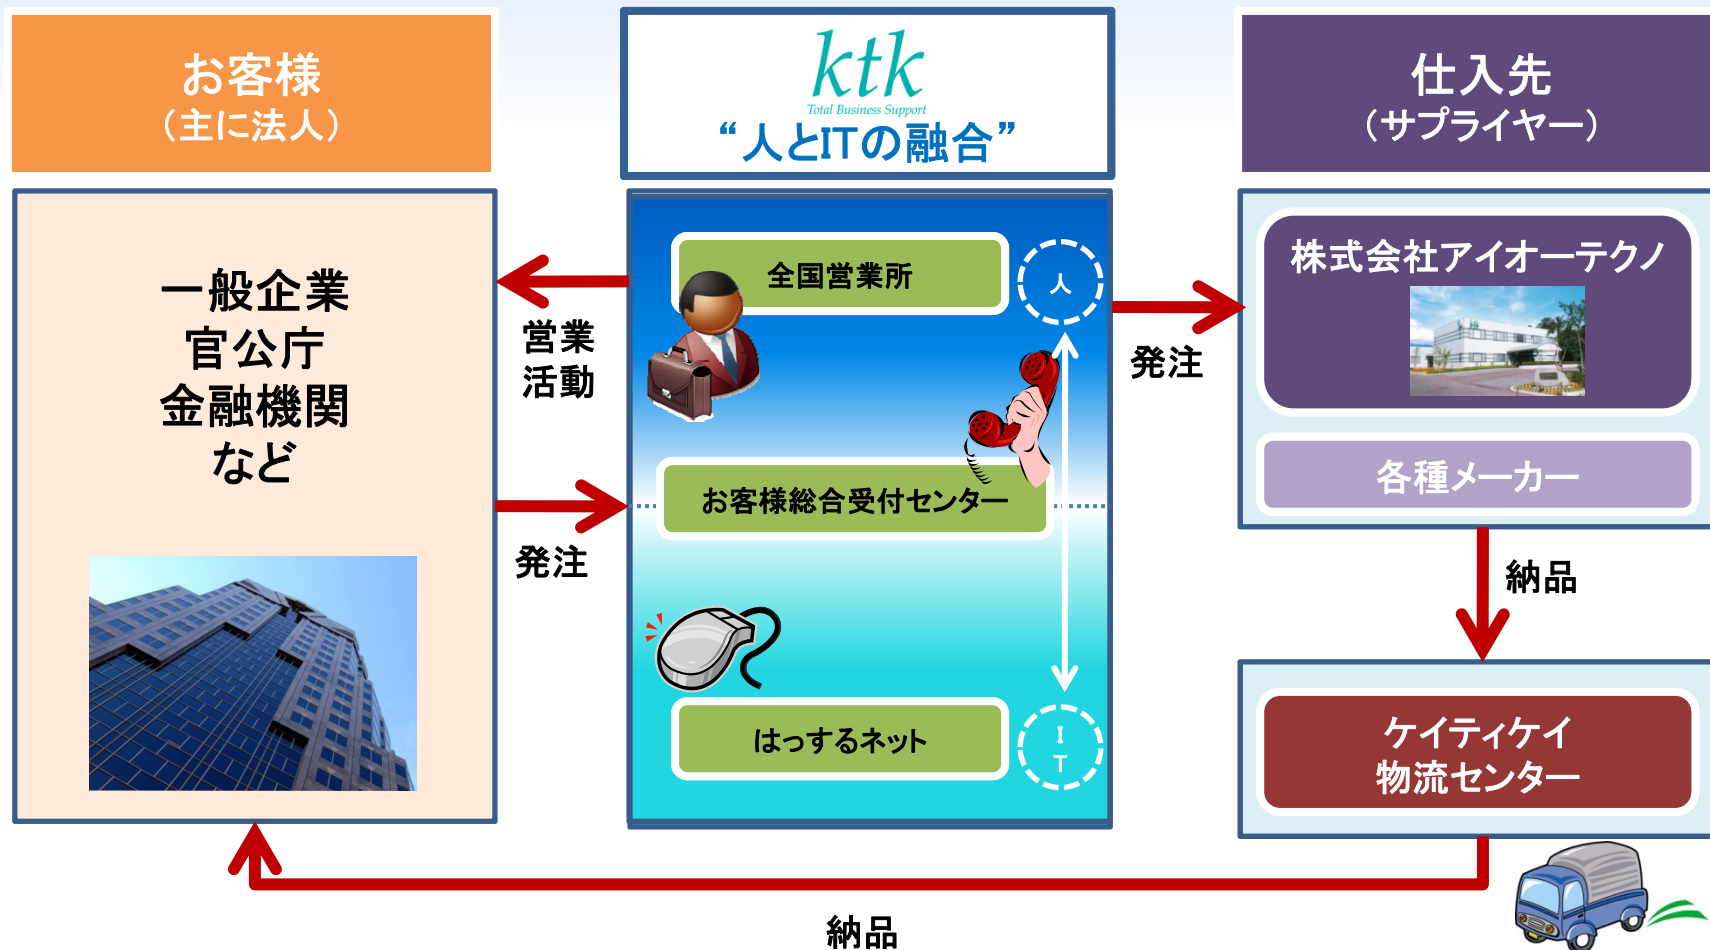 お客様
（主に法人）
ktk
Total Business Support
“人とITの融合”
仕入先
（サプライヤー）
一般企業
官公庁
金融機関
など
営業
活動
発注
全国営業所
人
お客様総合受付センター
はっするネット
I
T
発注
株式会社アイオーテクノ
各種メーカー
納品
ケイティケイ
物流センター
納品